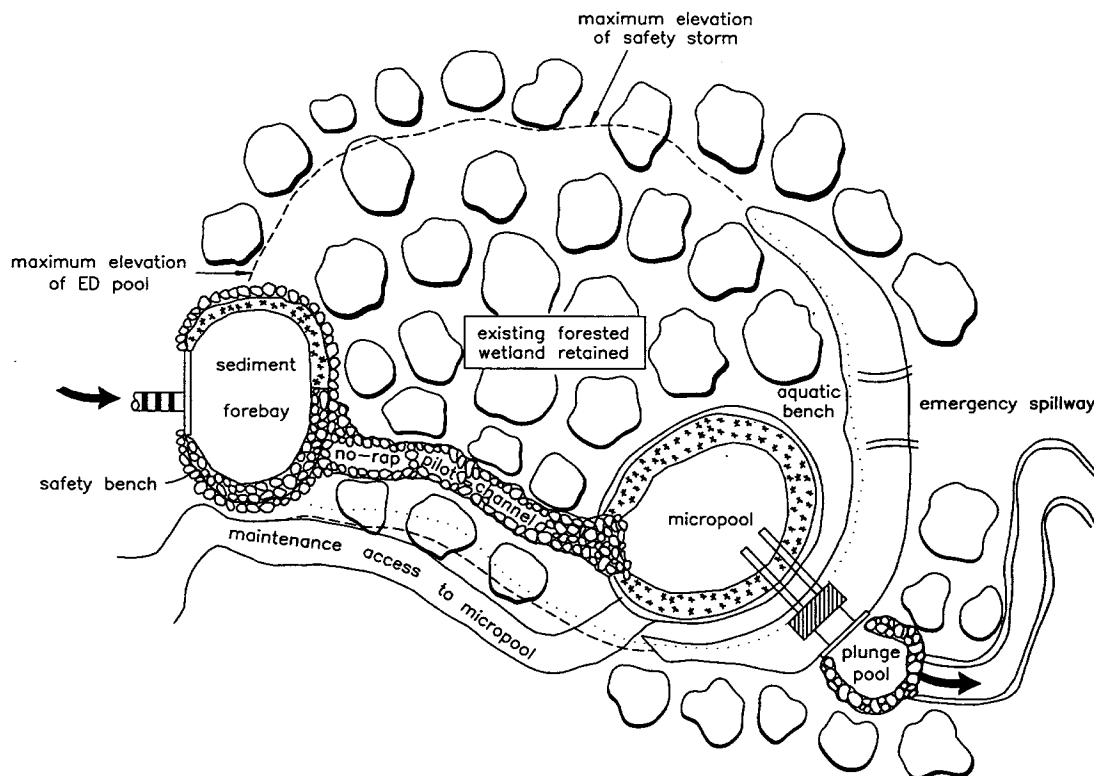 maximum elevation
of safety storm
maximum elevation
of ED pool
existing forested
wetland retained
sediment
forebay
aquatic
bench
emergency spillway
no-rap pilot channel
safety bench
micropool
maintenance access to micropool
plunge
pool